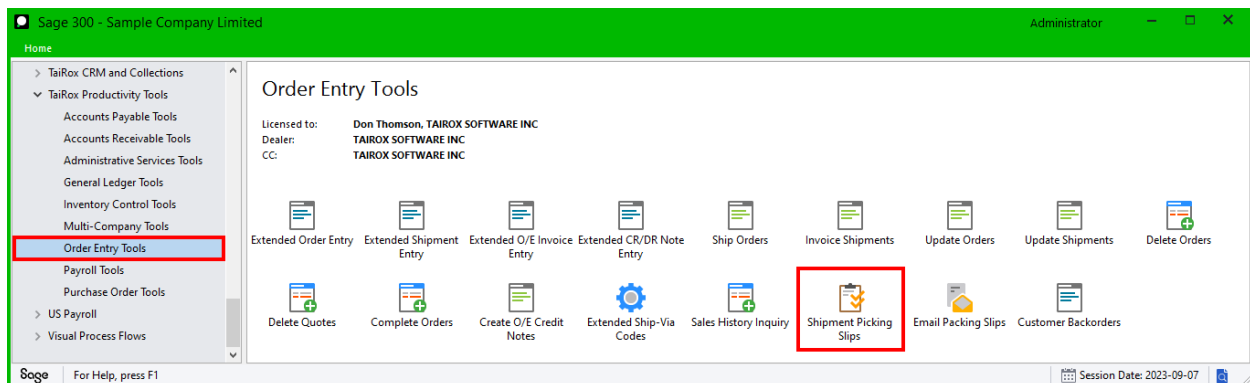 Sage 300 - Sample Company Limited
Administrator
Home
TaiRox CRM and Collections
TaiRox Productivity Tools
Accounts Payable Tools
Accounts Receivable Tools
Administrative Services Tools
General Ledger Tools
Inventory Control Tools
Multi-Company Tools
Order Entry Tools
Payroll Tools
Purchase Order Tools
US Payroll
Visual Process Flows
Order Entry Tools
Licensed to: Don Thomson, TAIROX SOFTWARE INC
Dealer: TAIROX SOFTWARE INC
CC: TAIROX SOFTWARE INC
Extended Order Entry
Extended Shipment
Entry
Extended O/E Invoice
Entry
Extended CR/DR Note
Entry
Ship Orders
Invoice Shipments
Update Orders
Update Shipments
Delete Orders
Delete Quotes
Complete Orders
Create O/E Credit
Notes
Extended Ship-Via
Codes
Sales History Inquiry
Shipment Picking
Slips
Email Packing Slips
Customer Backorders
Sage
For Help, press F1
Session Date: 2023-09-07